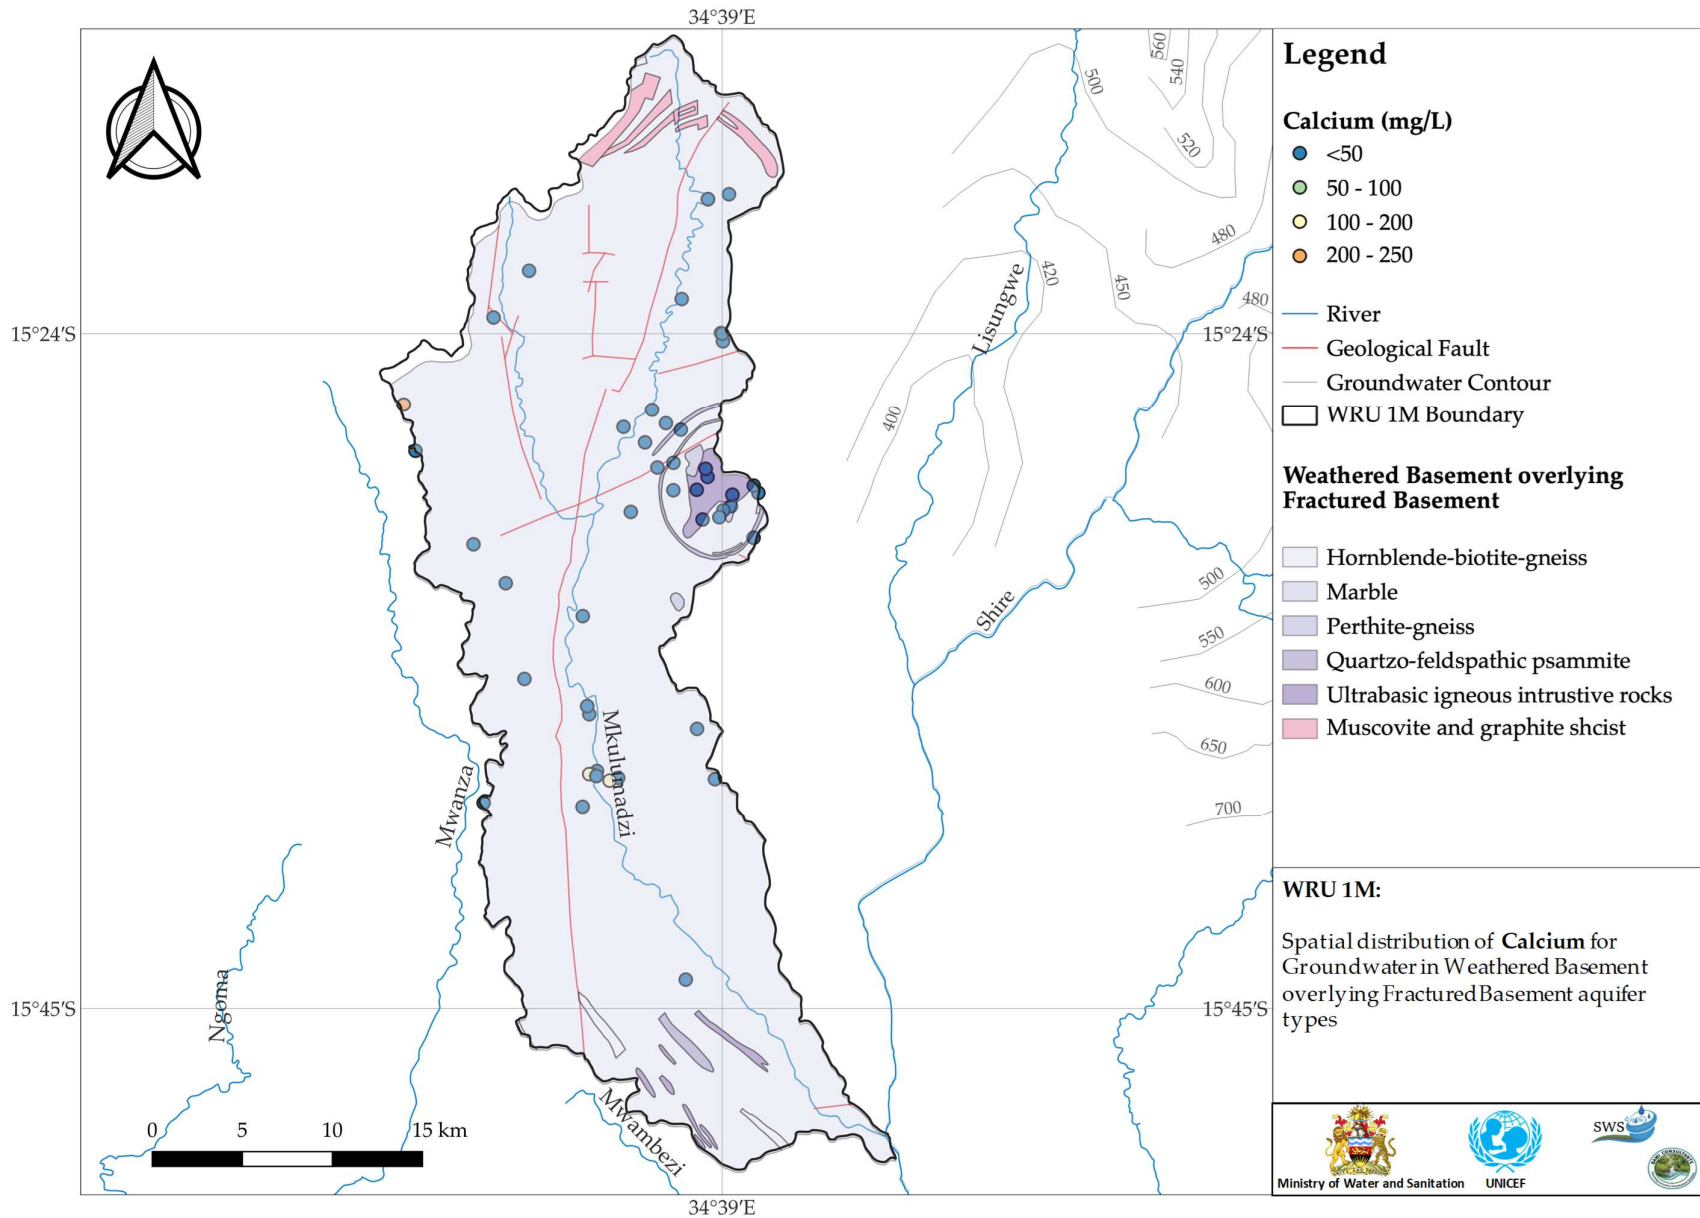 34°39′E
560
540
500
520
480
Lisungwe
420
450
480
15°24′S
15°24′S
400
Shire
500
550
600
650
700
Mkulumadzi
Mwanza
Ngoma
15°45′S
15°45′S
Mwambezi
0 5 10 15 km
34°39′E
Legend
Calcium (mg/L)
<50
50 - 100
100 - 200
200 - 250
River
Geological Fault
Groundwater Contour
WRU 1M Boundary
Weathered Basement overlying
Fractured Basement
Hornblende-biotite-gneiss
Marble
Perthite-gneiss
Quartzo-feldspathic psammite
Ultrabasic igneous intrustive rocks
Muscovite and graphite shcist
WRU 1M:
Spatial distribution of Calcium for
Groundwater in Weathered Basement
overlying Fractured Basement aquifer
types
Ministry of Water and Sanitation
UNICEF
SWS